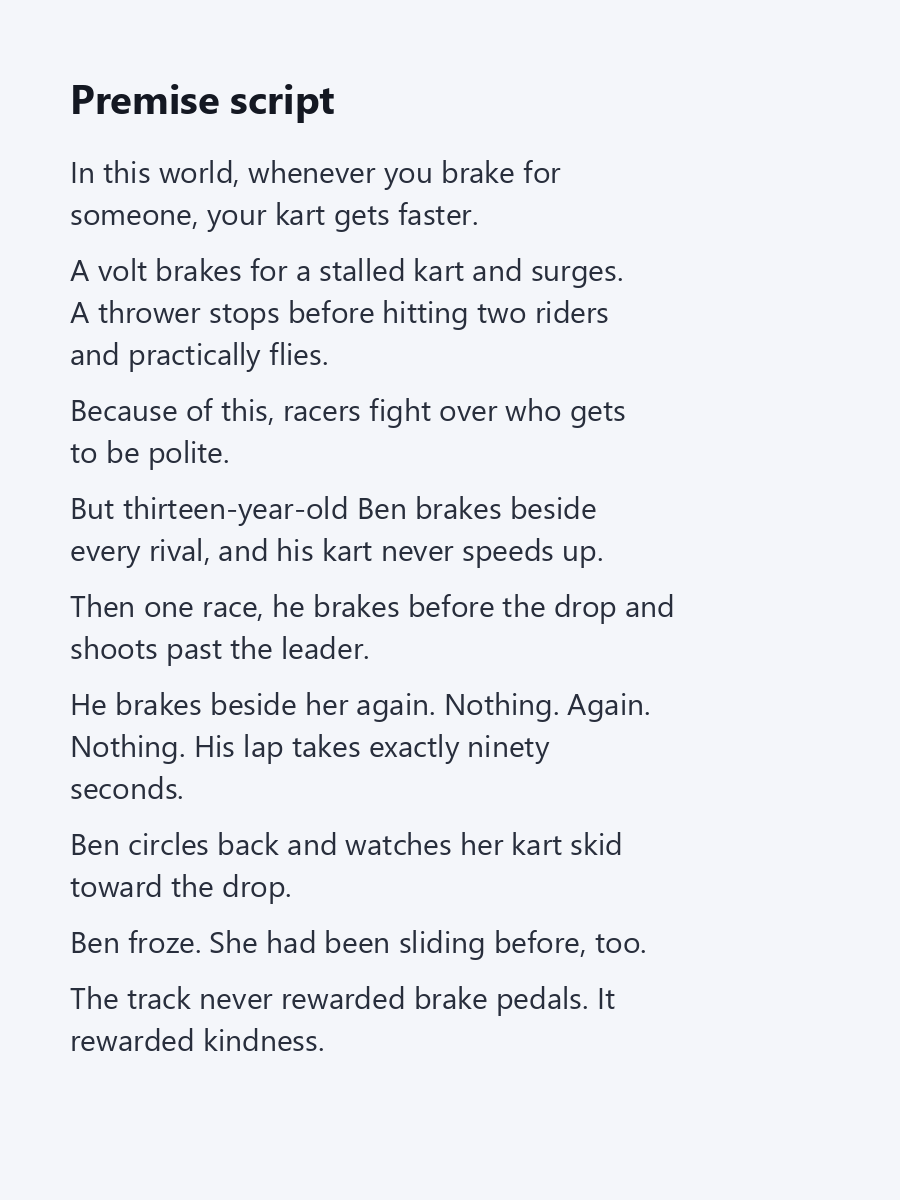 Premise script
In this world, whenever you brake for
someone, your kart gets faster.
A volt brakes for a stalled kart and surges.
A thrower stops before hitting two riders
and practically flies.
Because of this, racers fight over who gets
to be polite.
But thirteen-year-old Ben brakes beside
every rival, and his kart never speeds up.
Then one race, he brakes before the drop and
shoots past the leader.
He brakes beside her again. Nothing. Again.
Nothing. His lap takes exactly ninety
seconds.
Ben circles back and watches her kart skid
toward the drop.
Ben froze. She had been sliding before, too.
The track never rewarded brake pedals. It
rewarded kindness.